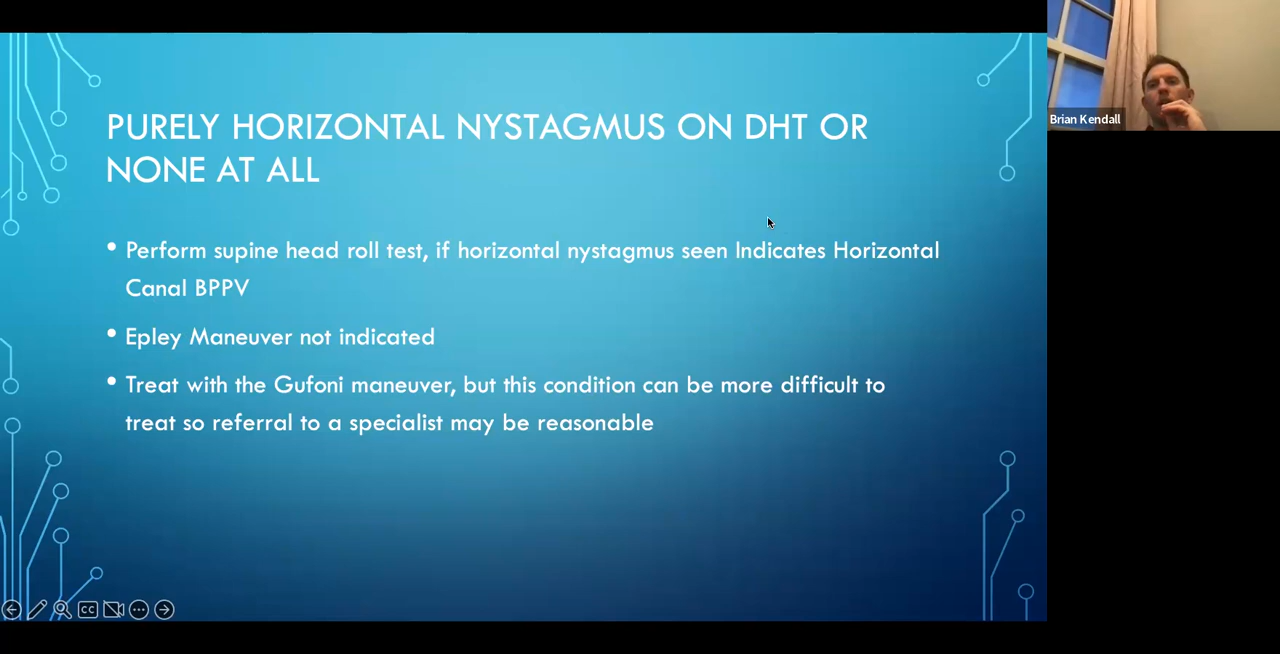 PURELY HORIZONTAL NYSTAGMUS ON DHT OR
NONE AT ALL
• Perform supine head roll test, if horizontal nystagmus seen Indicates Horizontal
Canal BPPV
• Epley Maneuver not indicated
• Treat with the Gufoni maneuver, but this condition can be more difficult to
treat so referral to a specialist may be reasonable
Brian Kendall
CC